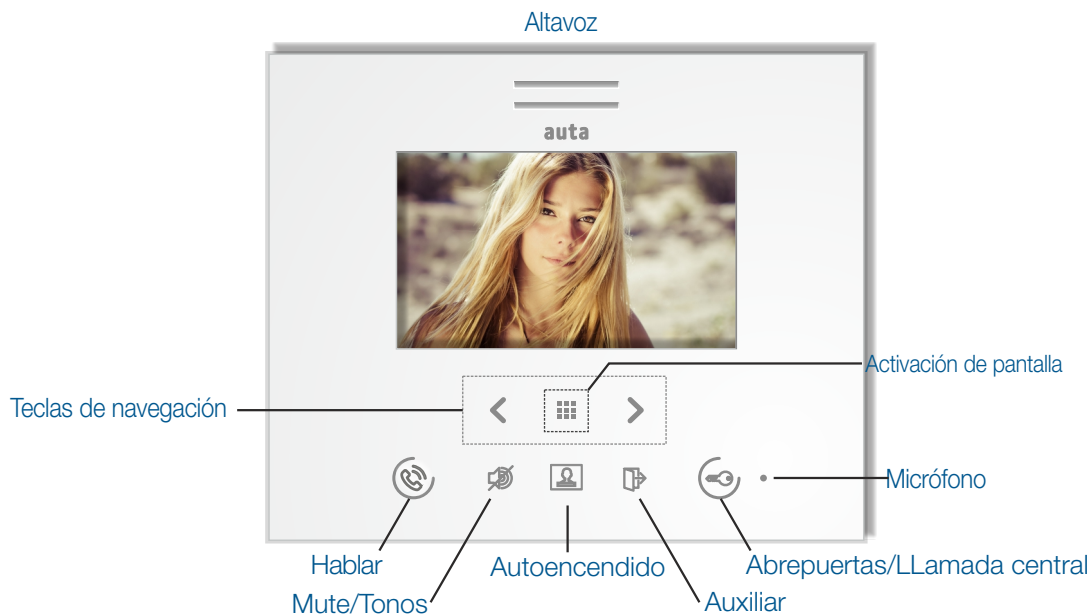 Altavoz
auta
Activación de pantalla
Teclas de navegación
Micrófono
Hablar
Autoencendido
Abrepuertas/LLamada central
Mute/Tonos
Auxiliar